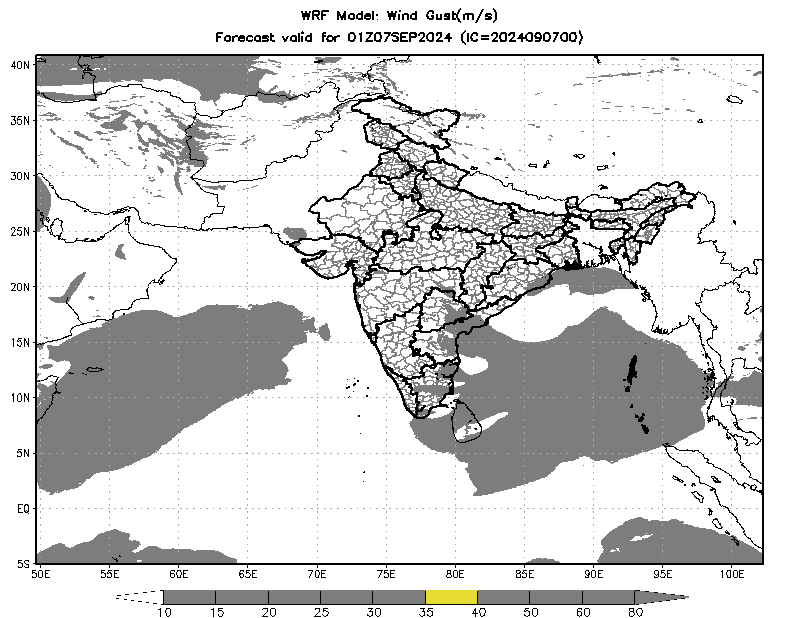 WRF Model: Wind Gust(m/s)
Forecast valid for 01Z07SEP2024 (IC=2024090700)
40N
35N
30N
25N
20N
15N
10N
5N
EQ
5S
50E 55E 60E 65E 70E 75E 80E 85E 90E 95E 100E
10 15 20 25 30 35 40 50 60 80